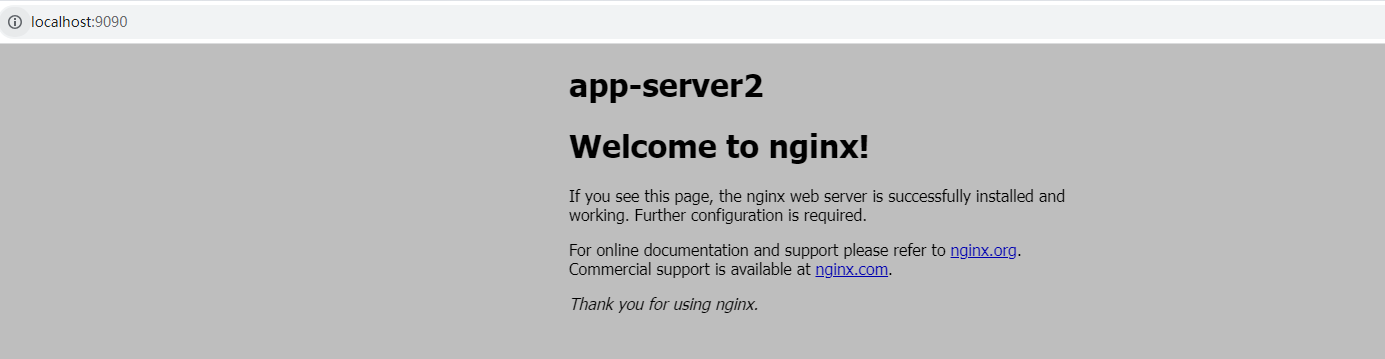 localhost:9090
app-server2
Welcome to nginx!
If you see this page, the nginx web server is successfully installed and
working. Further configuration is required.
For online documentation and support please refer to nginx.org.
Commercial support is available at nginx.com.
Thank you for using nginx.